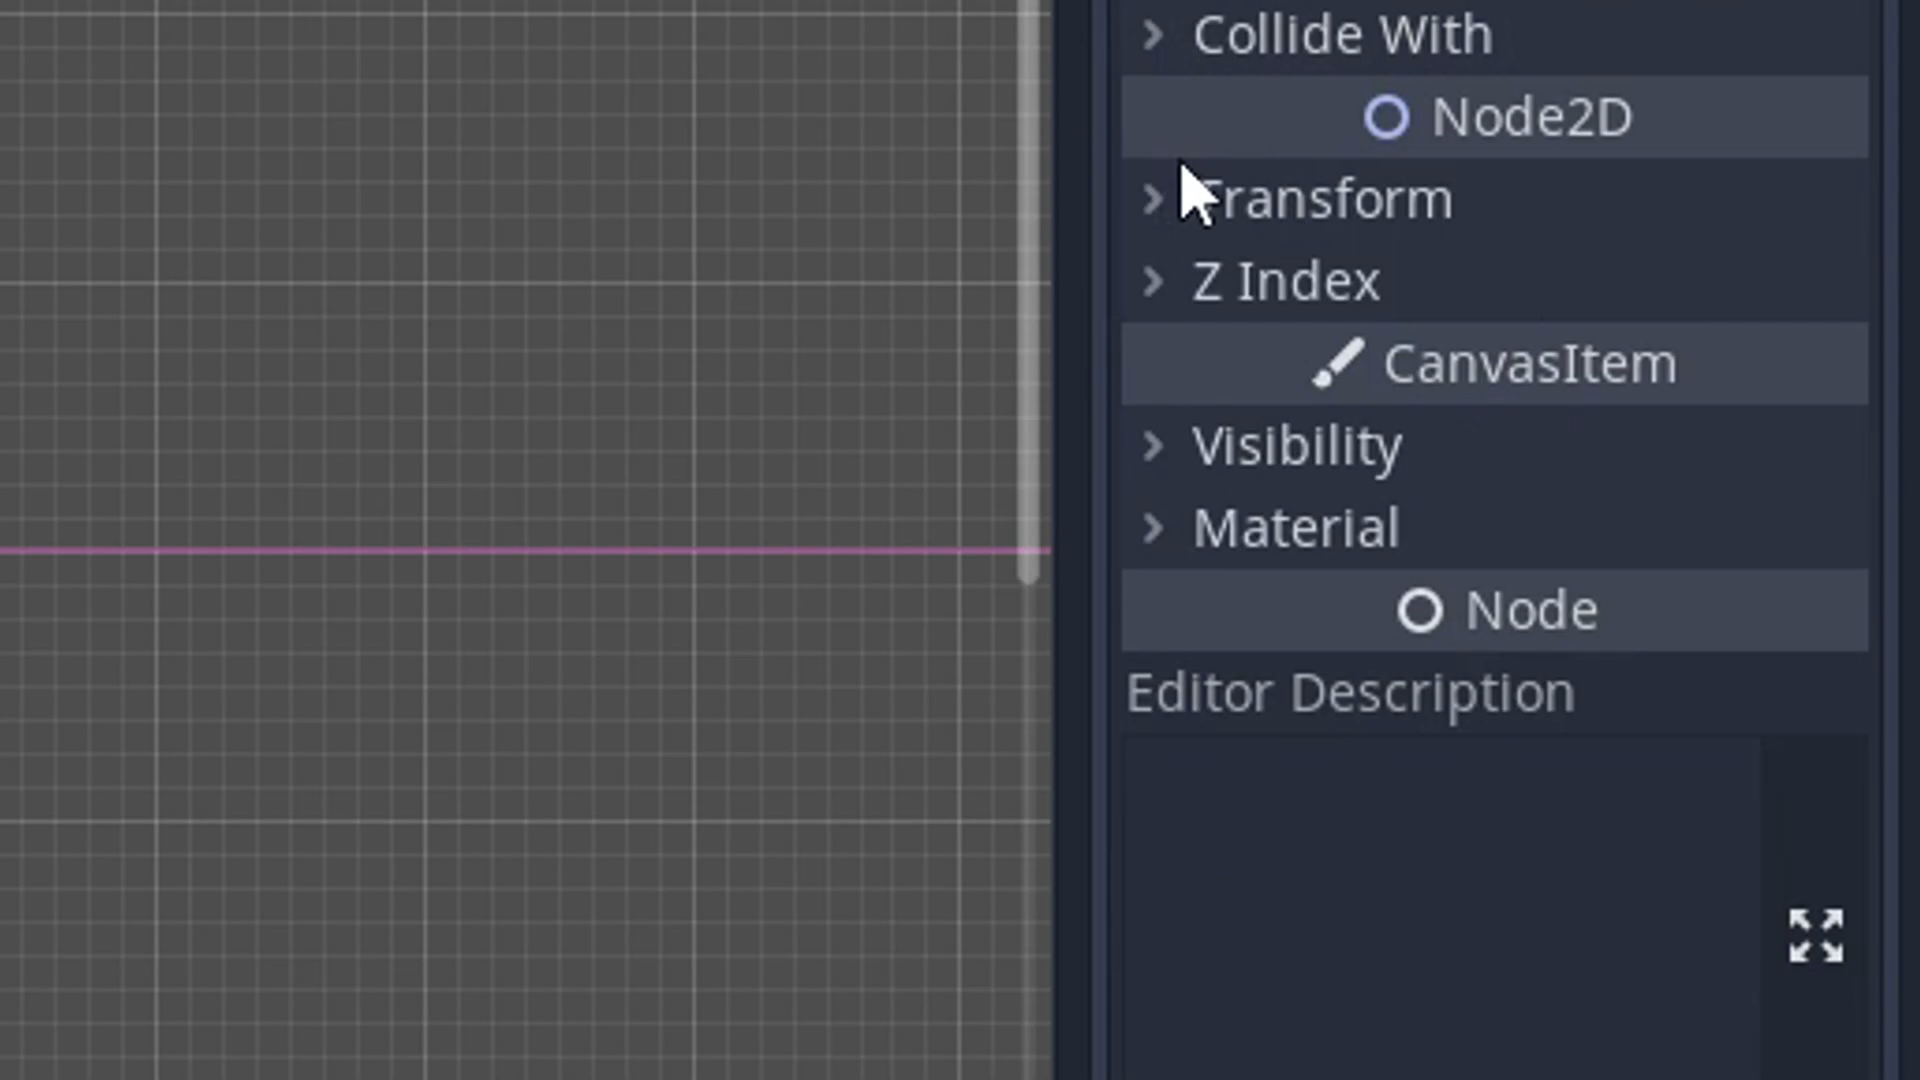 Collide With
Node2D
Transform
Z Index
CanvasItem
Visibility
Material
Node
Editor Description